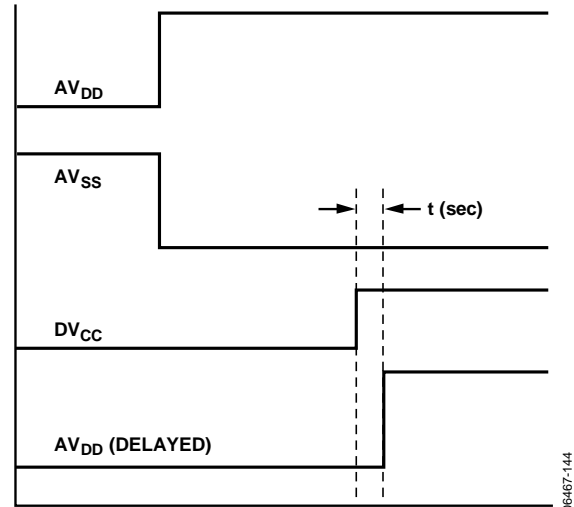 AVDD
AVSS
t (sec)
DVCC
AVDD (DELAYED)
06467-144